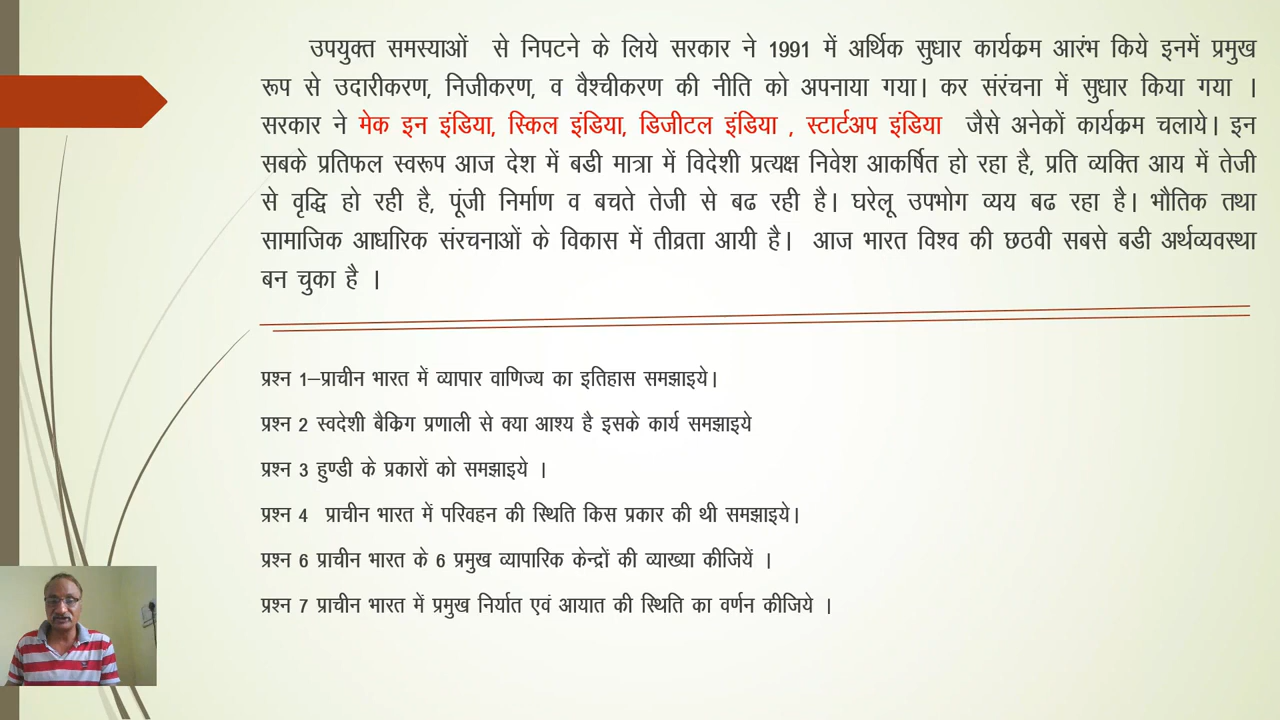 उपयुक्त समस्याओं से निपटने के लिये सरकार ने 1991 में अर्थिक सुधार कार्यक्रम आरंभ किये इनमें प्रमुख
रूप से उदारीकरण, निजीकरण, व वैश्चीकरण की नीति को अपनाया गया। कर संरंचना में सुधार किया गया ।
सरकार ने मेक इन इंडिया, स्किल इंडिया, डिजीटल इंडिया , स्टार्टअप इंडिया जैसे अनेकों कार्यक्रम चलाये। इन
सबके प्रतिफल स्वरूप आज देश में बडी मात्रा में विदेशी प्रत्यक्ष निवेश आकर्षित हो रहा है, प्रति व्यक्ति आय में तेजी
से वृद्धि हो रही है, पूंजी निर्माण व बचते तेजी से बढ रही है। घरेलू उपभोग व्यय बढ रहा है। भौतिक तथा
सामाजिक आधारिक संरचनाओं के विकास में तीव्रता आयी है। आज भारत विश्व की छठवी सबसे बडी अर्थव्यवस्था
बन चुका है ।
प्रश्न 1–प्राचीन भारत में व्यापार वाणिज्य का इतिहास समझाइये।
प्रश्न 2 स्वदेशी बैकिंग प्रणाली से क्या आश्य है इसके कार्य समझाइये
प्रश्न 3 हुण्डी के प्रकारों को समझाइये ।
प्रश्न 4 प्राचीन भारत में परिवहन की स्थिति किस प्रकार की थी समझाइये।
प्रश्न 6 प्राचीन भारत के 6 प्रमुख व्यापारिक केन्द्रों की व्याख्या कीजियें ।
प्रश्न 7 प्राचीन भारत में प्रमुख निर्यात एवं आयात की स्थिति का वर्णन कीजिये ।